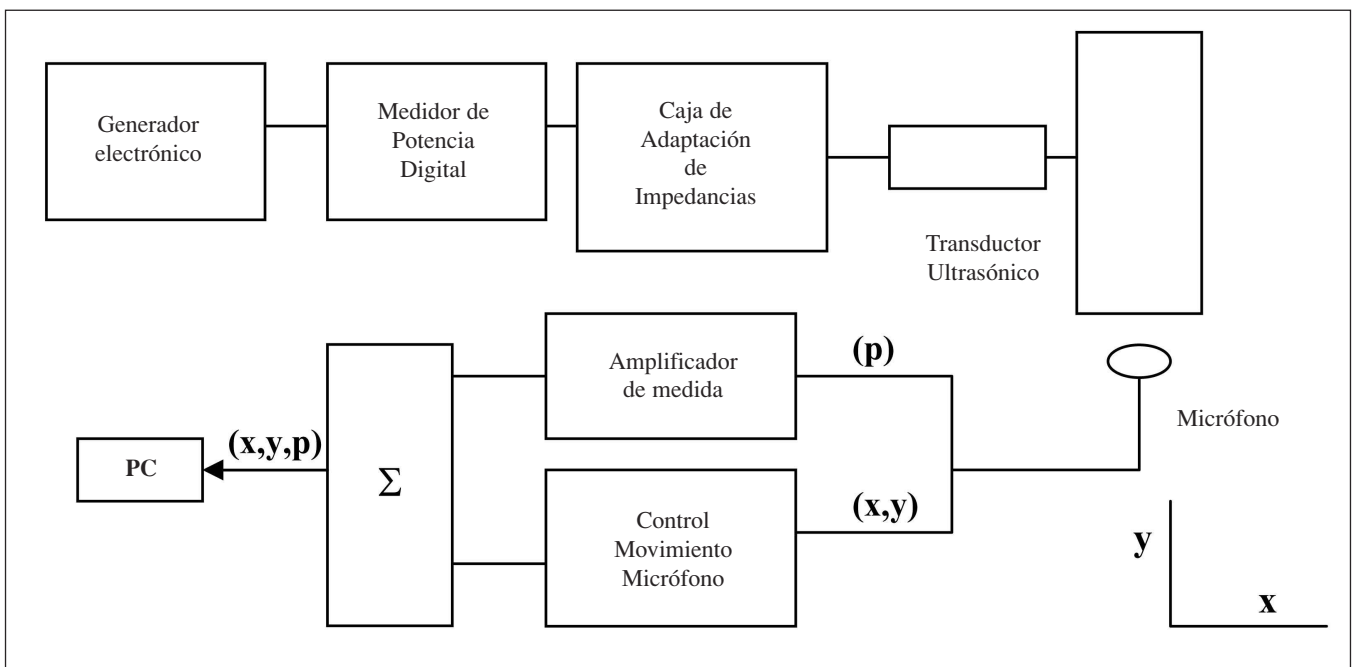 Generador
electrónico
Medidor de
Potencia
Digital
Caja de
Adaptación
de
Impedancias
Transductor
Ultrasónico
Amplificador
de medida
(p)
Micrófono
(x,y,p)
PC
Σ
Control
Movimiento
Micrófono
(x,y)
y
x